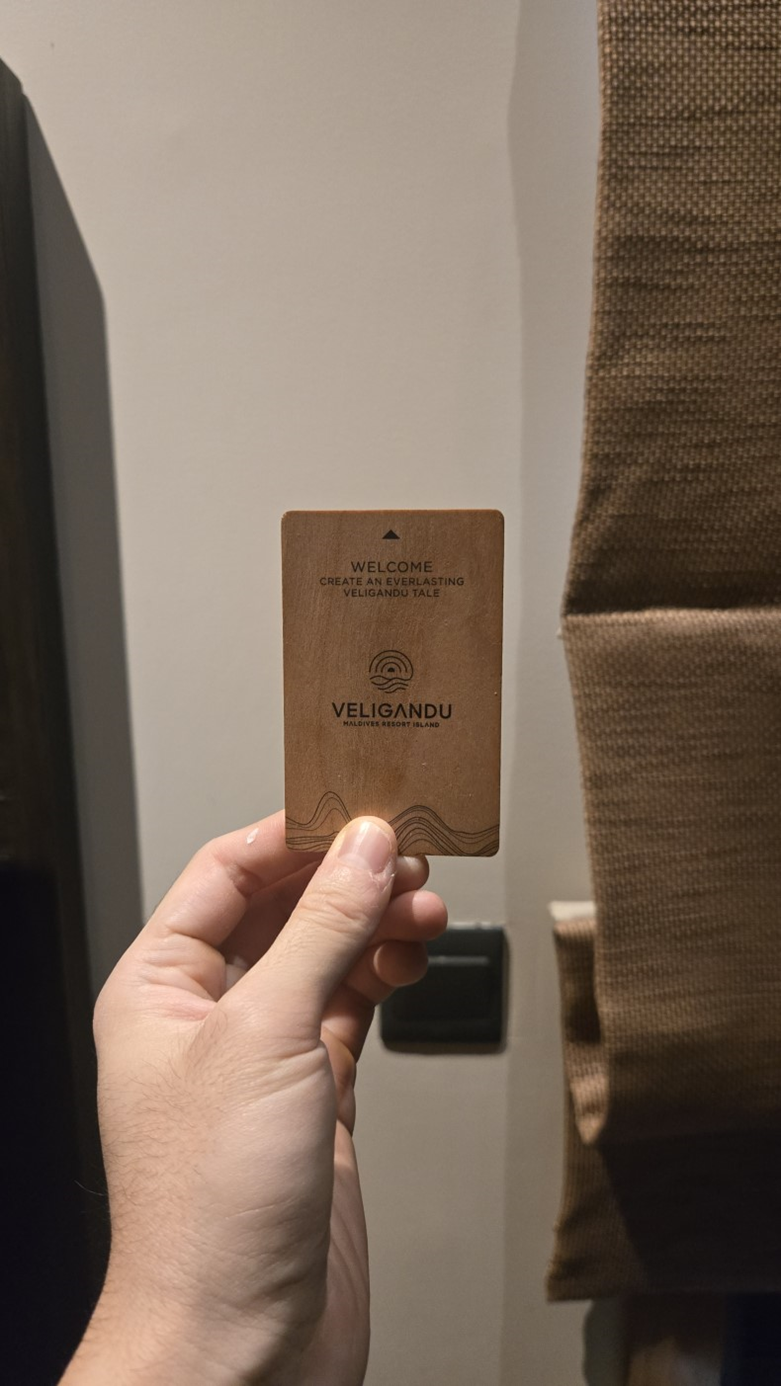 WELCOME
CREATE AN EVERLASTING
VELIGANDU TALE
VELIGANDU
MALDIVES RESORT ISLAND